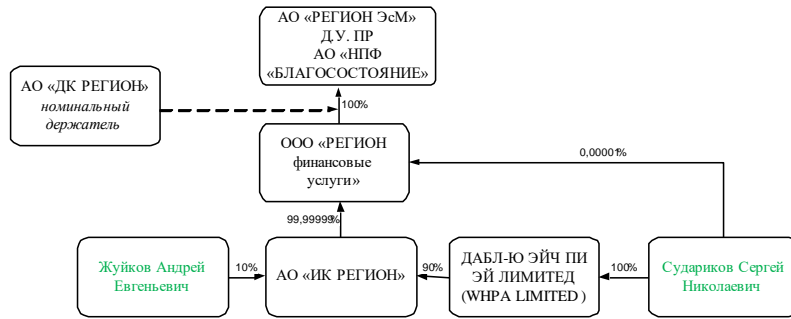 АО «РЕГИОН ЭсМ»
Д.У. ПР
АО «НПФ
«БЛАГОСОСТОЯНИЕ»
АО «ДК РЕГИОН»
номинальный
держатель
100%
ООО «РЕГИОН
финансовые
услуги»
0,00001%
99,99999%
Жуйков Андрей
Евгеньевич
10%
АО «ИК РЕГИОН»
90%
ДАБЛ-Ю ЭЙЧ ПИ
ЭЙ ЛИМИТЕД
(WHPA LIMITED )
100%
Судариков Сергей
Николаевич